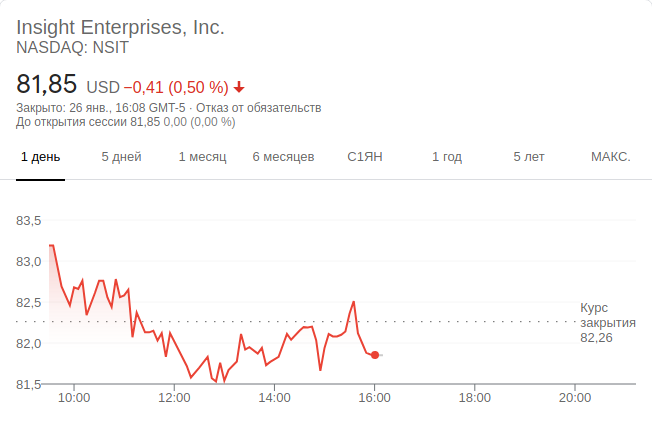 Insight Enterprises, Inc.
NASDAQ: NSIT
81,85 USD −0,41 (0,50 %)
Закрыто: 26 янв., 16:08 GMT-5 · Отказ от обязательств
До открытия сессии 81,85 0,00 (0,00 %)
1 день 5 дней 1 месяц 6 месяцев С1ЯН 1 год 5 лет МАКС.
83,5
83,0
82,5
82,0
81,5
Курс
закрытия
82,26
10:00 12:00 14:00 16:00 18:00 20:00